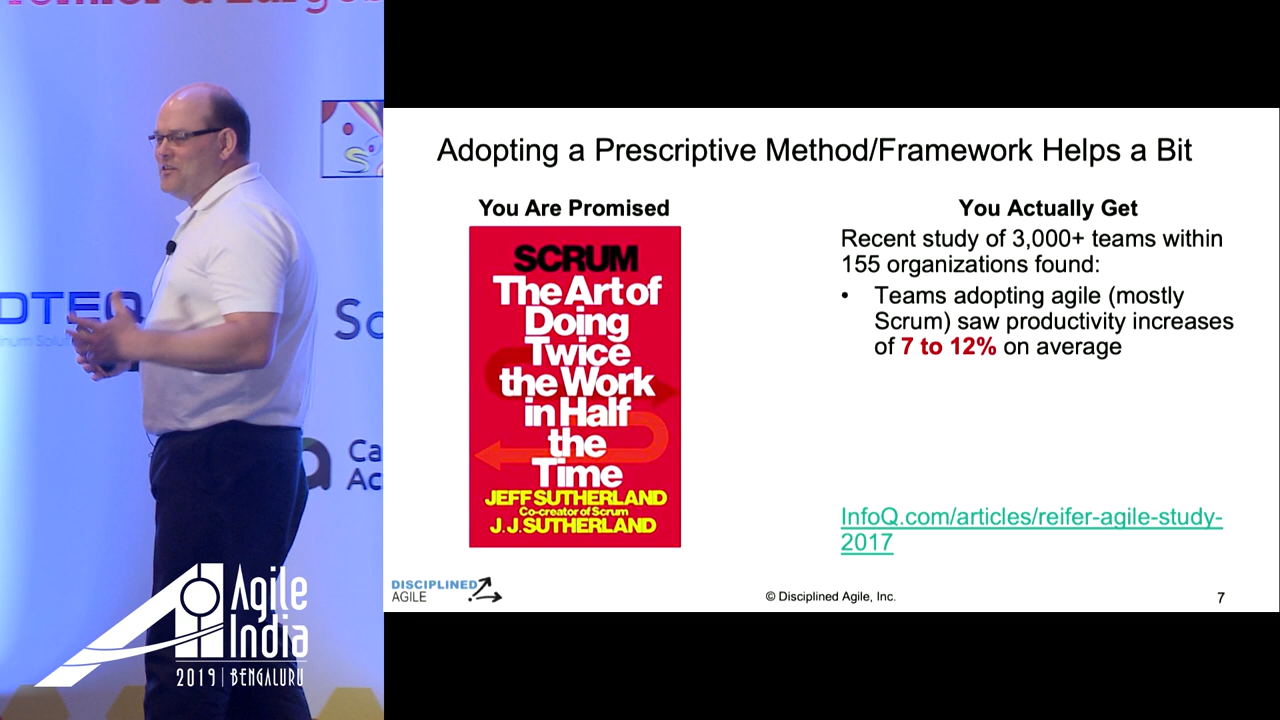 Adopting a Prescriptive Method/Framework Helps a Bit
You Are Promised
SCRUM
The Art of
Doing
Twice
the Work
in Half
the
Time
JEFF SUTHERLAND
Co-creator of Scrum
J.J. SUTHERLAND
You Actually Get
Recent study of 3,000+ teams within
155 organizations found:
• Teams adopting agile (mostly
Scrum) saw productivity increases
of 7 to 12% on average
InfoQ.com/articles/reifer-agile-study-
2017
DISCIPLINED
AGILE
© Disciplined Agile, Inc.
7
Agile
India
2019 | BENGALURU